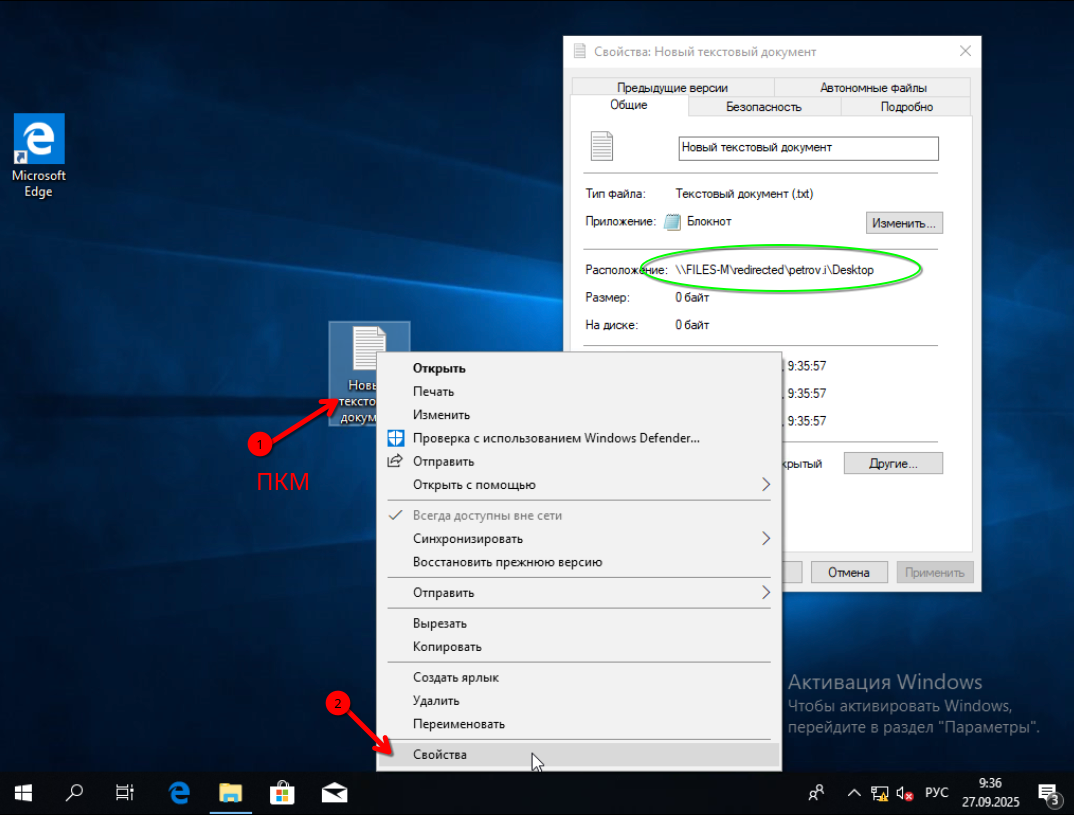 Microsoft
Edge
Новы
тексто
докум
1
ПКМ
2
Свойства: Новый текстовый документ
Предыдущие версии
Автономные файлы
Общие
Безопасность
Подробно
Новый текстовый документ
Тип файла: Текстовый документ (.txt)
Приложение: Блокнот
Изменить...
Расположение: \\FILES-M\redirected\petrov.i\Desktop
Размер: 0 байт
На диске: 0 байт
9:35:57
9:35:57
9:35:57
крытый
Другие...
Отмена
Применить
Открыть
Печать
Изменить
Проверка с использованием Windows Defender...
Отправить
Открыть с помощью
Всегда доступны вне сети
Синхронизировать
Восстановить прежнюю версию
Отправить
Вырезать
Копировать
Создать ярлык
Удалить
Переименовать
Свойства
Активация Windows
Чтобы активировать Windows,
перейдите в раздел "Параметры".
РУС
9:36
27.09.2025
3